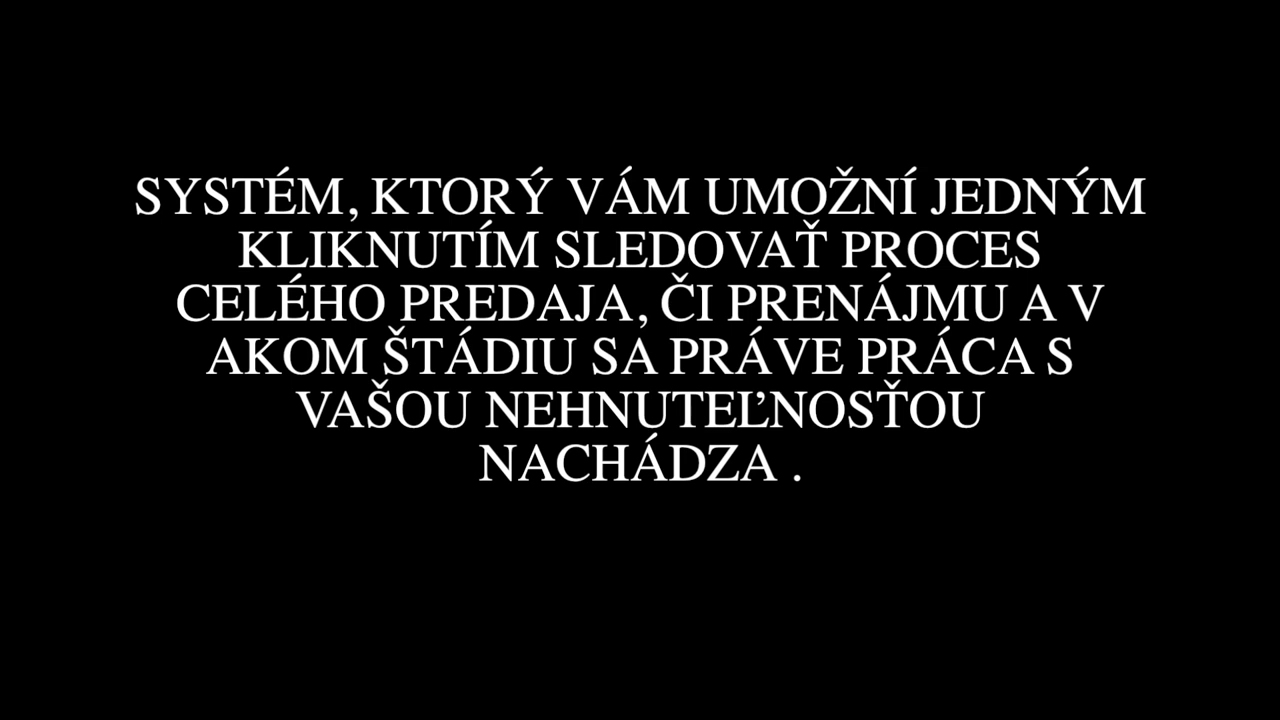 SYSTÉM, KTORÝ VÁM UMOŽNÍ JEDNÝM
KLIKNUTÍM SLEDOVAŤ PROCES
CELÉHO PREDAJA, ČI PRENÁJMU A V
AKOM ŠTÁDIU SA PRÁVE PRÁCA S
VAŠOU NEHNUTEĽNOSŤOU
NACHÁDZA .